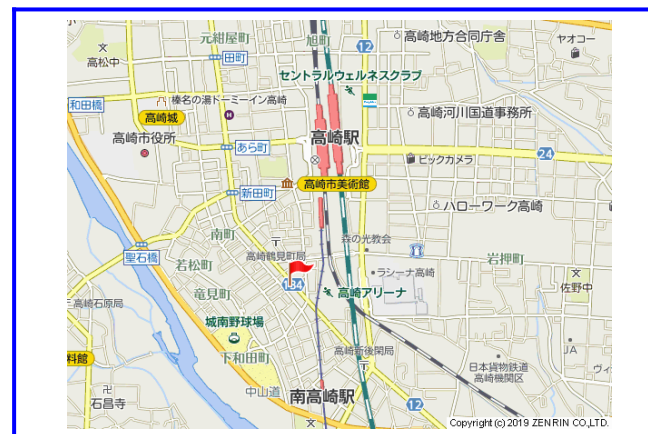 元紺屋町
旭町
12
高崎地方合同庁舎
ヤオコー
高松中
田町
セントラルウェルネスクラブ
和田橋
榛名の湯ドーミーイン高崎
高崎城
高崎河川国道事務所
高崎市役所
あら町
高崎駅
ビックカメラ
24
新田町
高崎市美術館
ハローワーク高崎
南町
森の光教会
聖石橋
高崎鶴見町局
岩押町
若松町
ラシーナ高崎
134
佐野中
竜見町
高崎アリーナ
高崎石原局
城南野球場
高崎新後閑局
JA
料館
下和田町
日本貨物鉄道
高崎機関区
ヴィ
中山道
南高崎駅
石昌寺
12
12
Copyright (c) 2019 ZENRIN CO.,LTD.